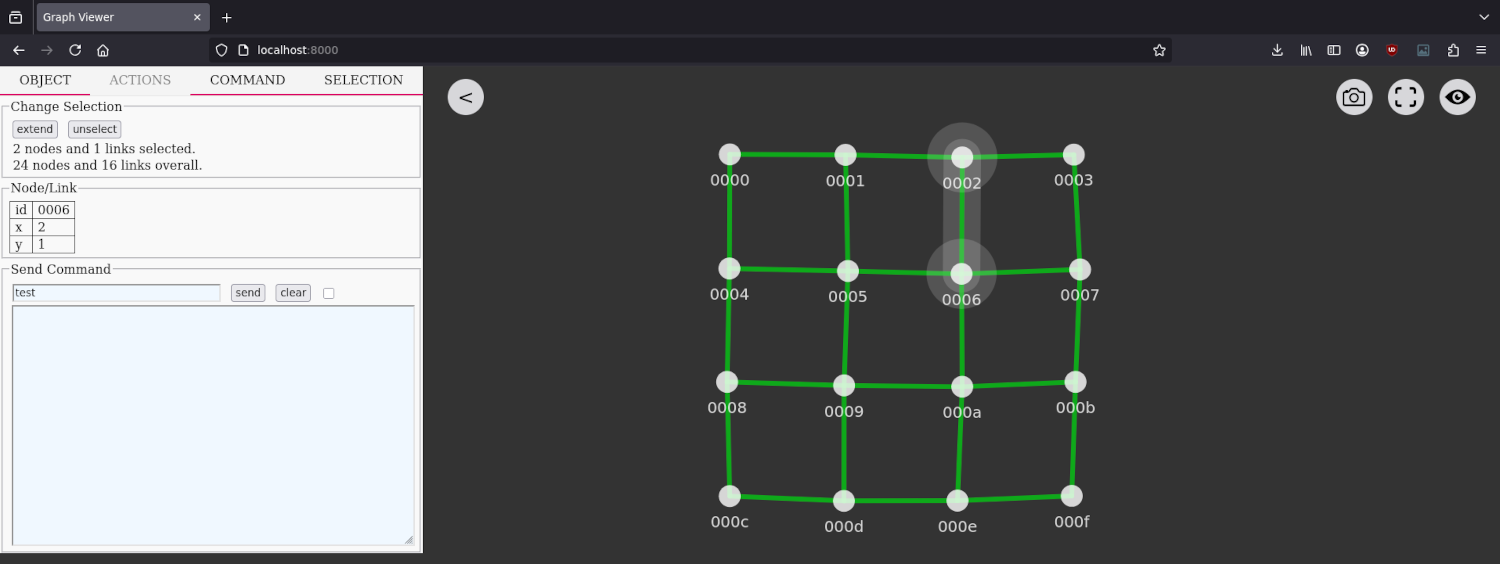 Graph Viewer
localhost:8000
OBJECT ACTIONS COMMAND SELECTION
Change Selection
extend unselect
2 nodes and 1 links selected.
24 nodes and 16 links overall.
Node/Link
id 0006
x 2
y 1
Send Command
test send clear
<
0000 0001 0002 0003
0004 0005 0006 0007
0008 0009 000a 000b
000c 000d 000e 000f